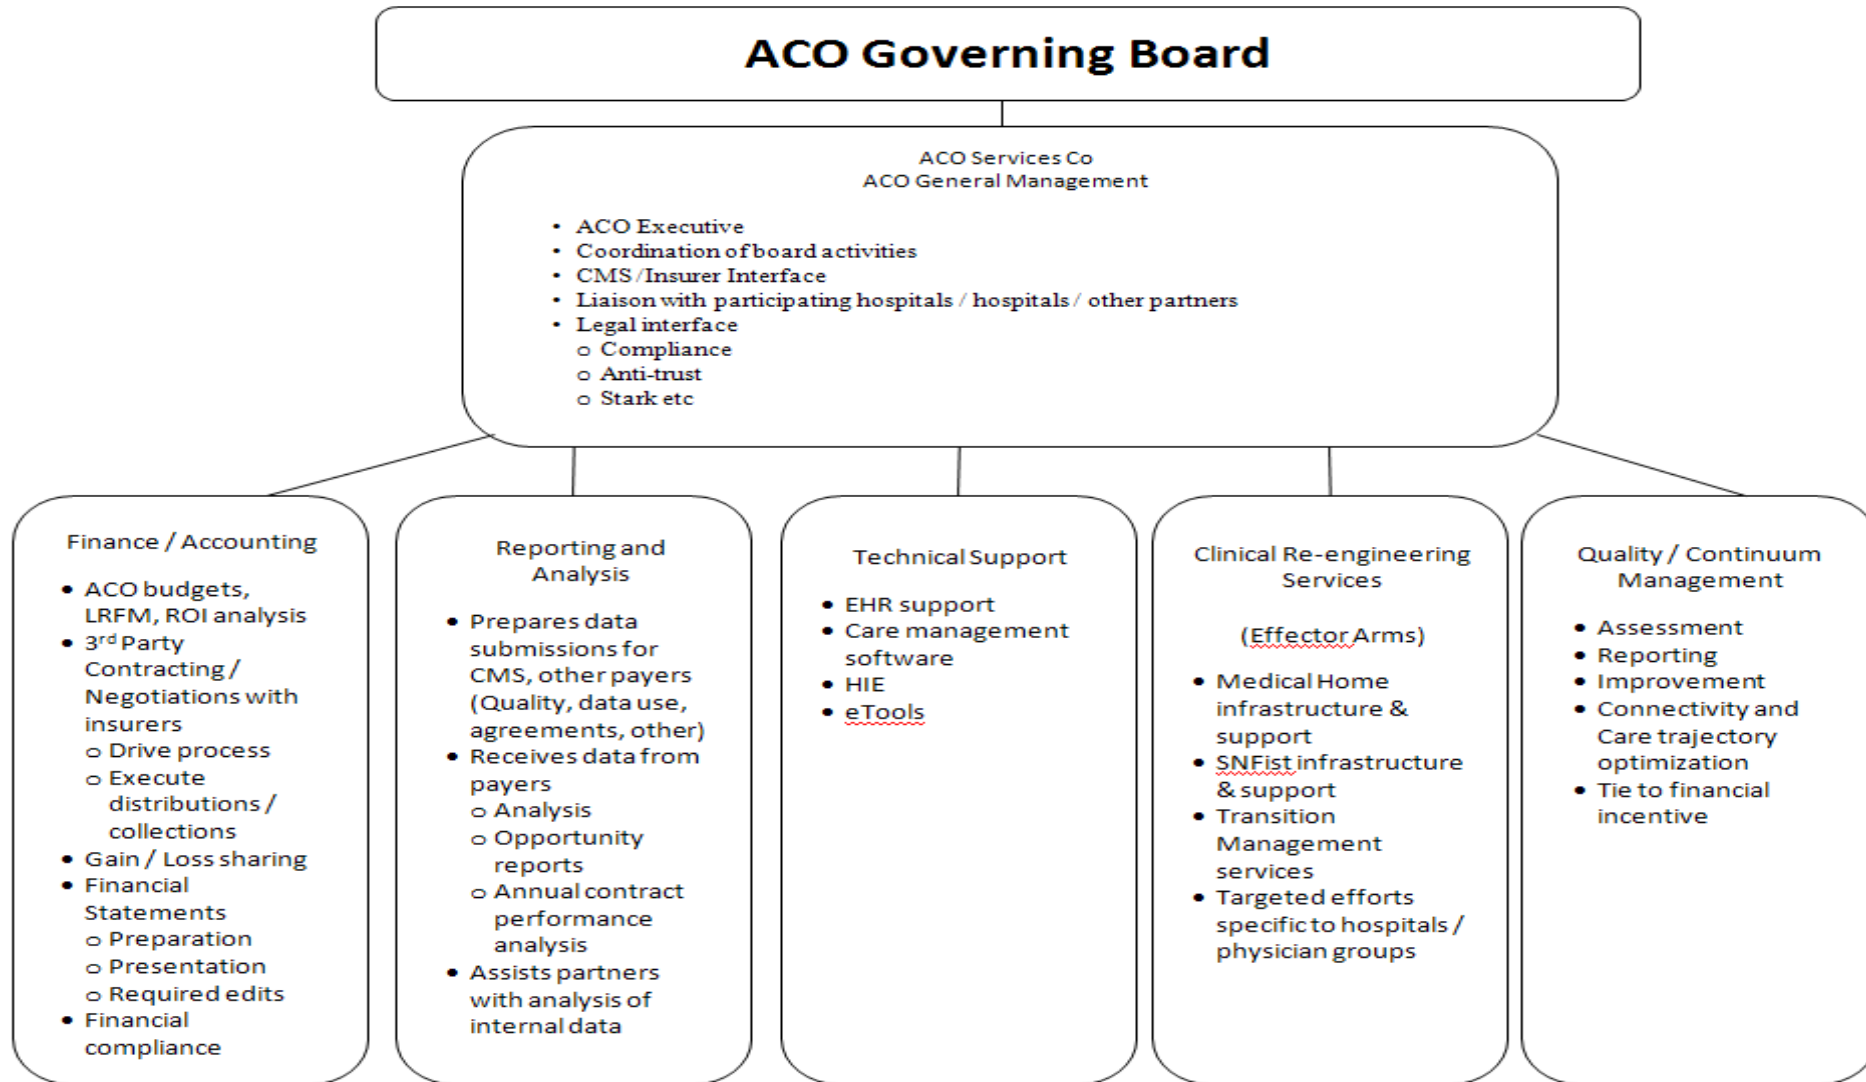 ACO Governing Board
ACO Services Co
ACO General Management
• ACO Executive
• Coordination of board activities
• CMS /Insurer Interface
• Liaison with participating hospitals / hospitals / other partners
• Legal interface
o Compliance
o Anti-trust
o Stark etc
Finance / Accounting
• ACO budgets,
LRFM, ROI analysis
• 3rd Party
Contracting /
Negotiations with
insurers
o Drive process
o Execute
distributions /
collections
• Gain / Loss sharing
• Financial
Statements
o Preparation
o Presentation
o Required edits
• Financial
compliance
Reporting and
Analysis
• Prepares data
submissions for
CMS, other payers
(Quality, data use,
agreements, other)
• Receives data from
payers
o Analysis
o Opportunity
reports
o Annual contract
performance
analysis
• Assists partners
with analysis of
internal data
Technical Support
• EHR support
• Care management
software
• HIE
• eTools
Clinical Re-engineering
Services
(Effector Arms)
• Medical Home
infrastructure &
support
• SNFist infrastructure
& support
• Transition
Management
services
• Targeted efforts
specific to hospitals /
physician groups
Quality / Continuum
Management
• Assessment
• Reporting
• Improvement
• Connectivity and
Care trajectory
optimization
• Tie to financial
incentive